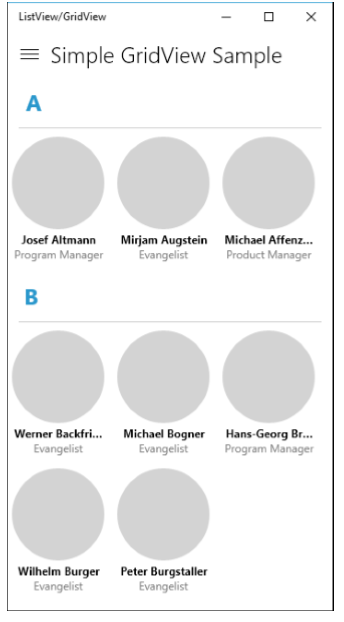 ListView/GridView
Simple GridView Sample
A
Josef Altmann Mirjam Augstein Michael Affenz...
Program Manager Evangelist Product Manager
B
Werner Backfri... Michael Bogner Hans-Georg Br...
Evangelist Evangelist Program Manager
Wilhelm Burger Peter Burgstaller
Evangelist Evangelist